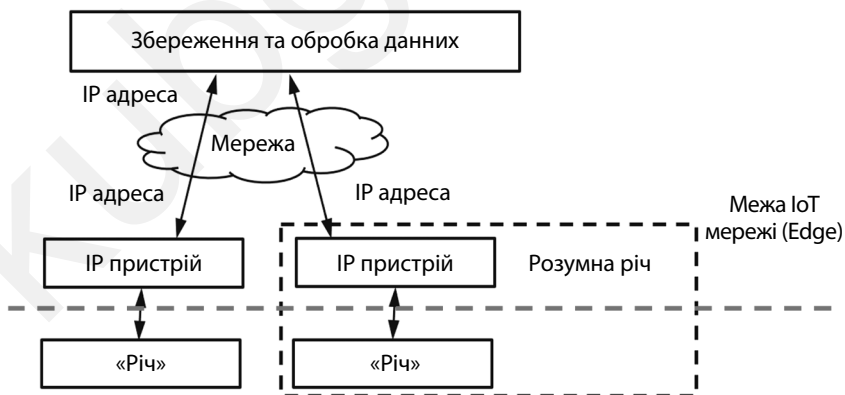 Збереження та обробка данних
IP адреса
Мережа
IP адреса
IP адреса
Межа IoT
мережі (Edge)
IP пристрій
IP пристрій
Розумна річ
«Річ»
«Річ»